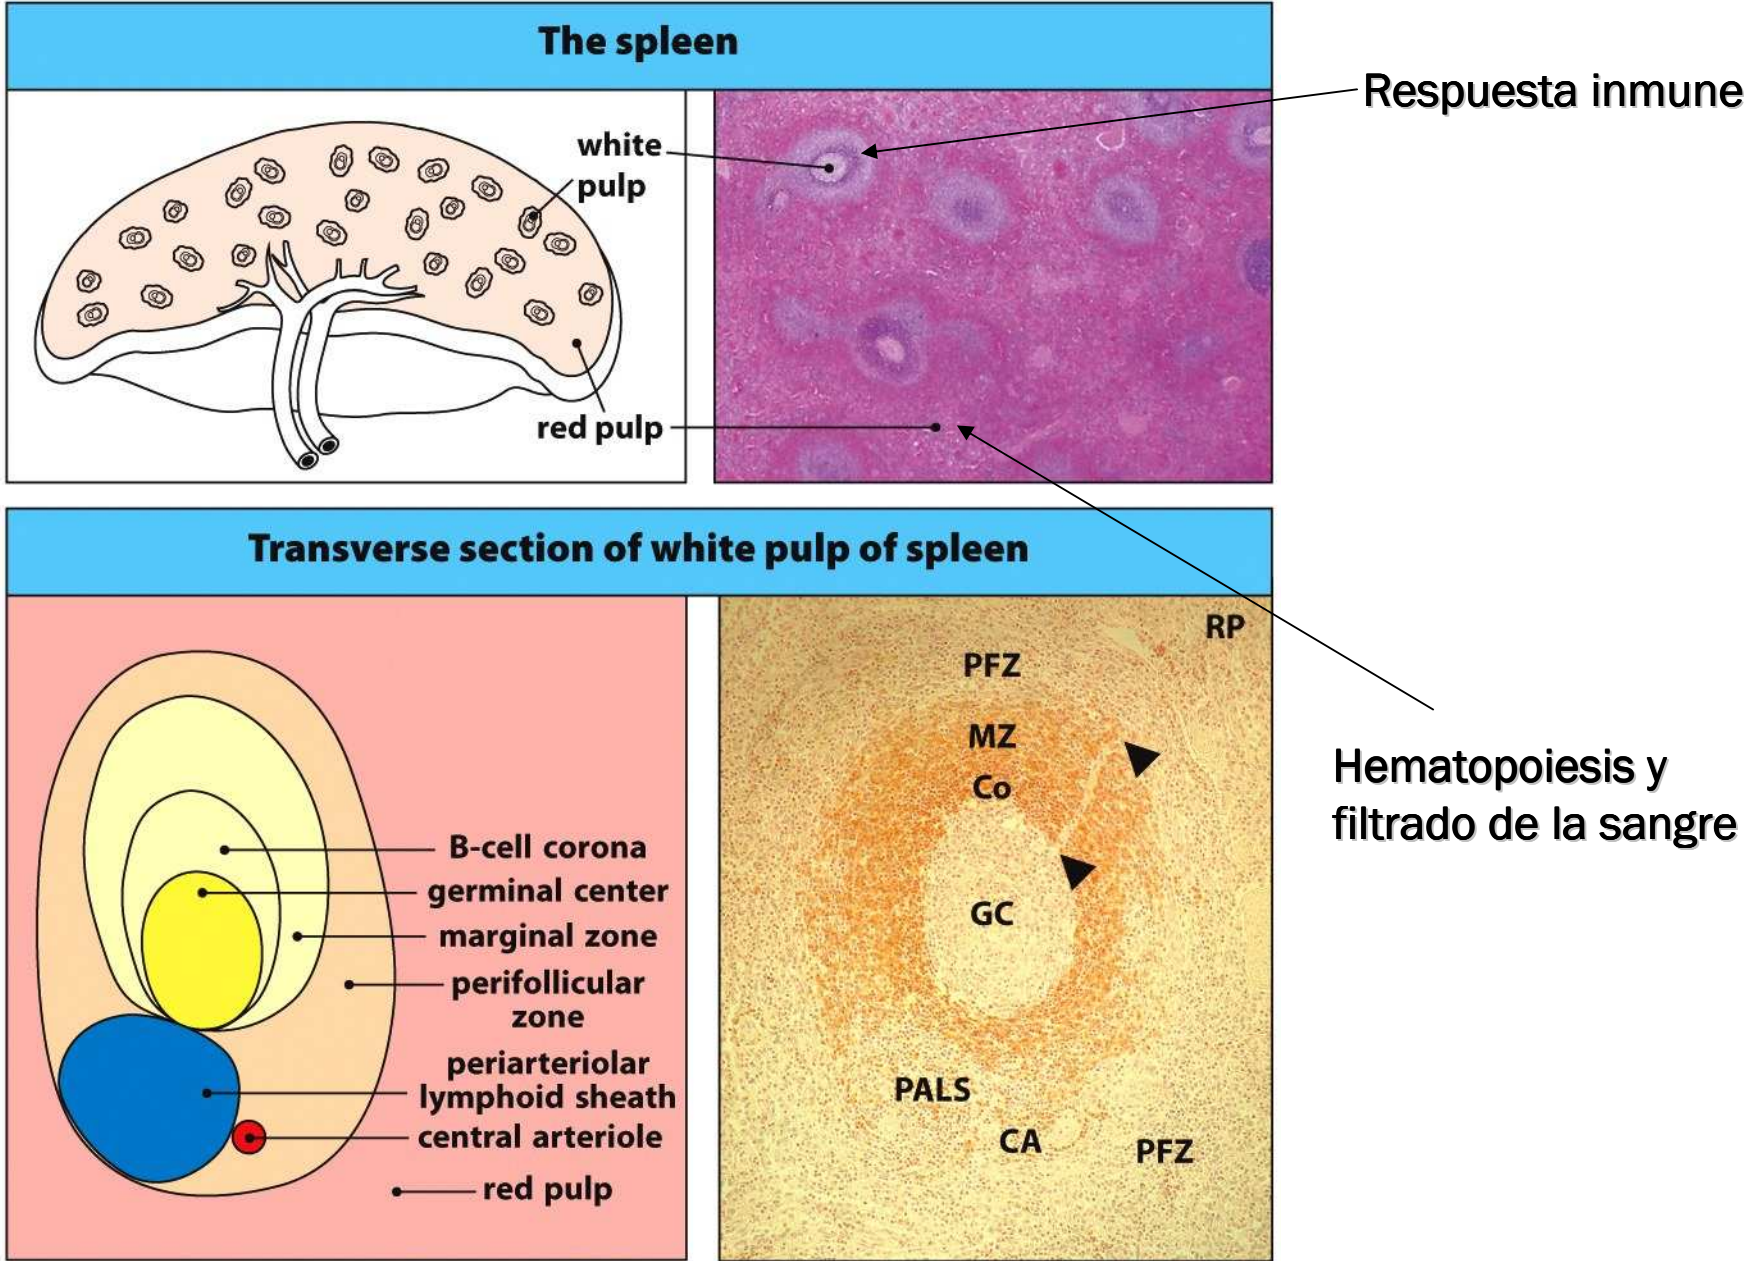 The spleen
white
pulp
red pulp
Respuesta inmune
Transverse section of white pulp of spleen
B-cell corona
germinal center
marginal zone
perifollicular
zone
periarteriolar
lymphoid sheath
central arteriole
red pulp
RP
PFZ
MZ
Co
GC
PALS
CA
PFZ
Hematopoiesis y
filtrado de la sangre